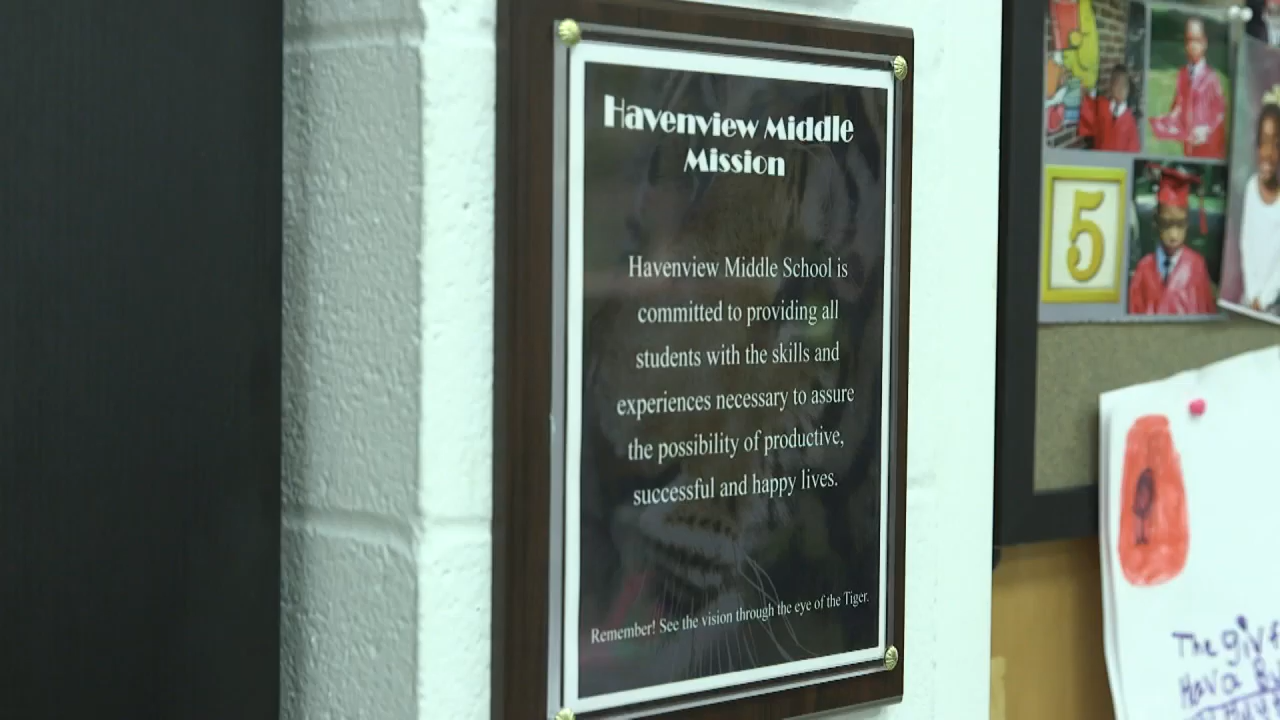 Havenview Middle
Mission
Havenview Middle School is
committed to providing all
students with the skills and
experiences necessary to assure
the possibility of productive,
successful and happy lives.
Remember! See the vision through the eye of the Tiger.
5
The
Hav a